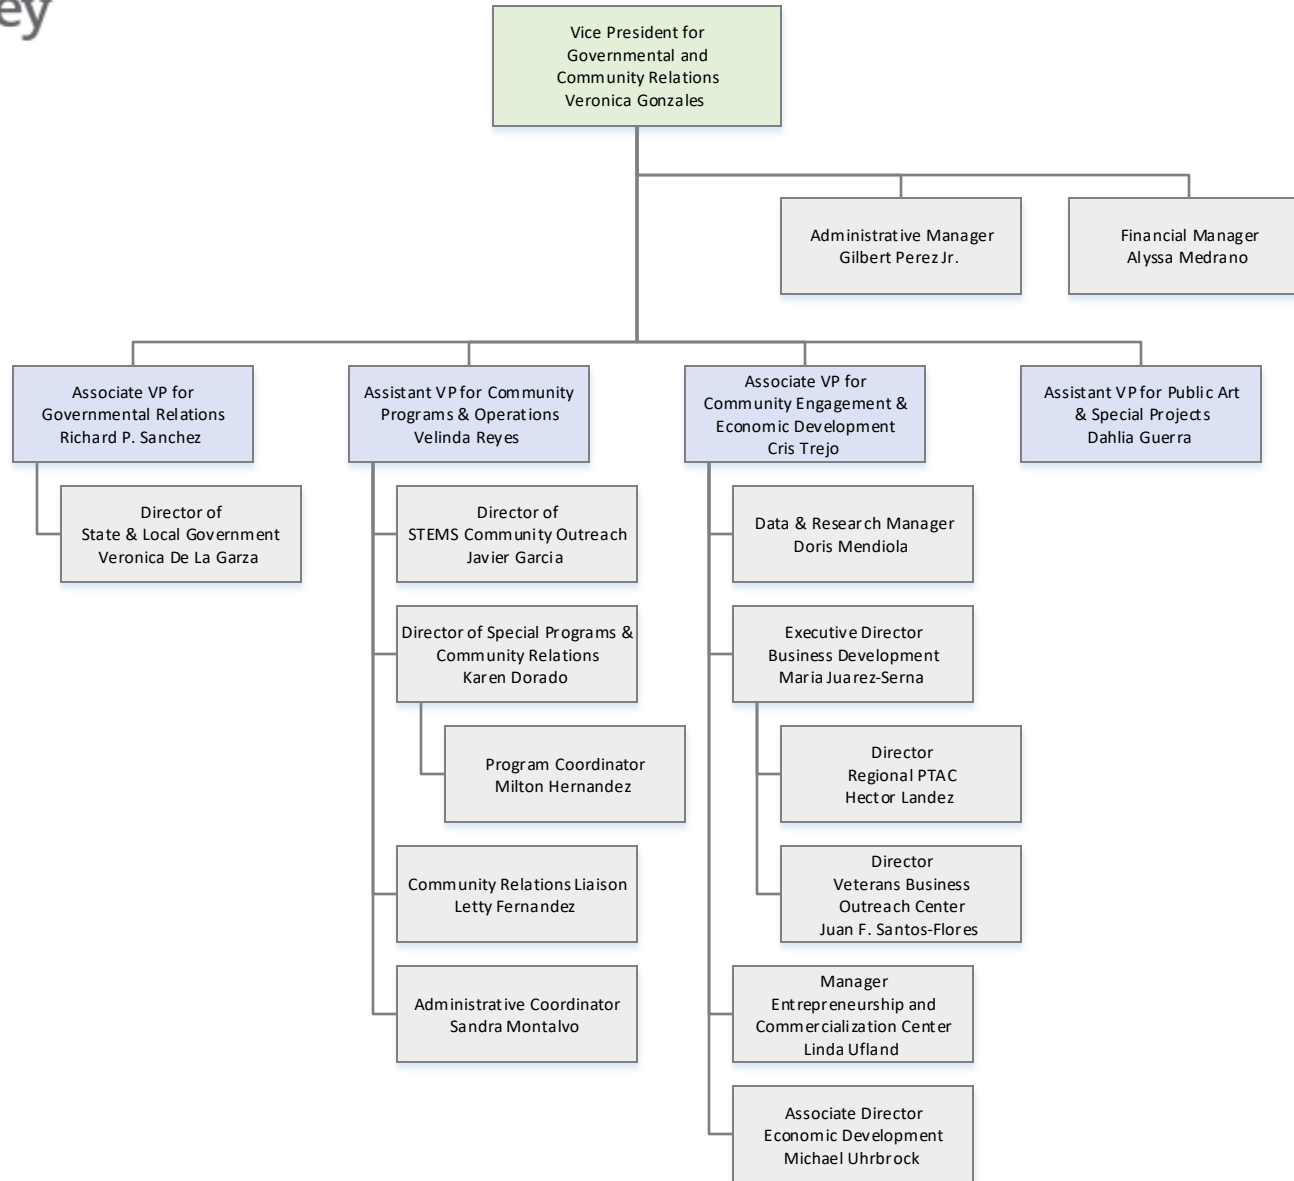 ey
Vice President for
Governmental and
Community Relations
Veronica Gonzales
Administrative Manager
Gilbert Perez Jr.
Financial Manager
Alyssa Medrano
Associate VP for
Governmental Relations
Richard P. Sanchez
Assistant VP for Community
Programs & Operations
Velinda Reyes
Associate VP for
Community Engagement &
Economic Development
Cris Trejo
Assistant VP for Public Art
& Special Projects
Dahlia Guerra
Director of
State & Local Government
Veronica De La Garza
Director of
STEMS Community Outreach
Javier Garcia
Data & Research Manager
Doris Mendiola
Director of Special Programs &
Community Relations
Karen Dorado
Executive Director
Business Development
Maria Juarez-Serna
Program Coordinator
Milton Hernandez
Director
Regional PTAC
Hector Landez
Community Relations Liaison
Letty Fernandez
Director
Veterans Business
Outreach Center
Juan F. Santos-Flores
Administrative Coordinator
Sandra Montalvo
Manager
Entrepreneurship and
Commercialization Center
Linda Ufland
Associate Director
Economic Development
Michael Uhrbrock